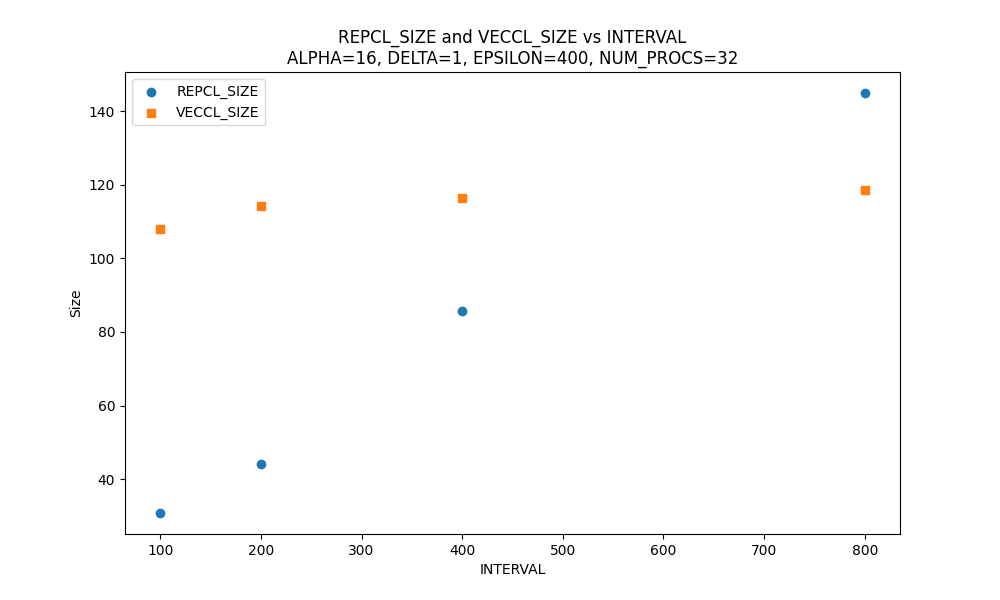 REPCL_SIZE and VECCL_SIZE vs INTERVAL
ALPHA=16, DELTA=1, EPSILON=400, NUM_PROCS=32
REPCL_SIZE
VECCL_SIZE
140
120
100
80
60
40
Size
100 200 300 400 500 600 700 800
INTERVAL